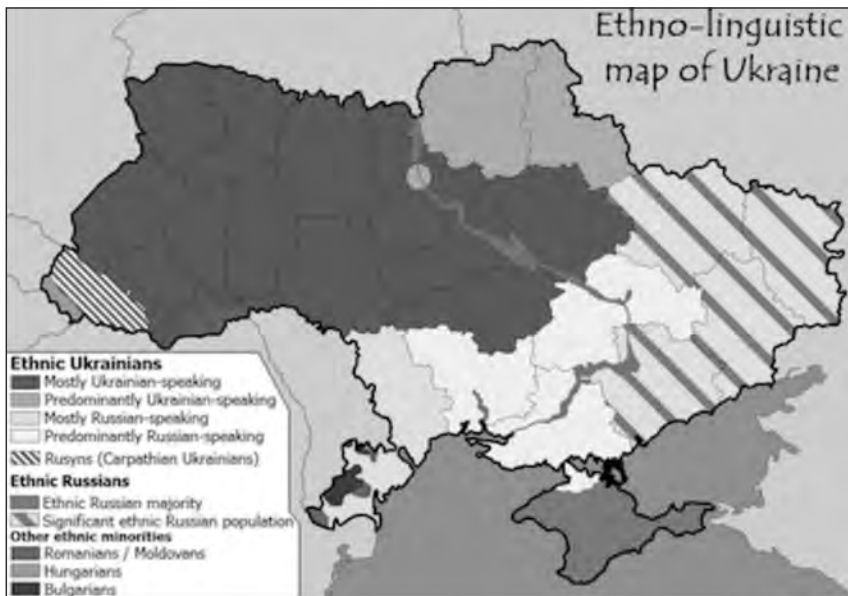 Ethno-linguistic
map of Ukraine
Ethnic Ukrainians
Mostly Ukrainian-speaking
Predominantly Ukrainian-speaking
Mostly Russian-speaking
Predominantly Russian-speaking
Rusyns (Carpathian Ukrainians)
Ethnic Russians
Ethnic Russian majority
Significant ethnic Russian population
Other ethnic minorities
Romanians / Moldovans
Hungarians
Bulgarians